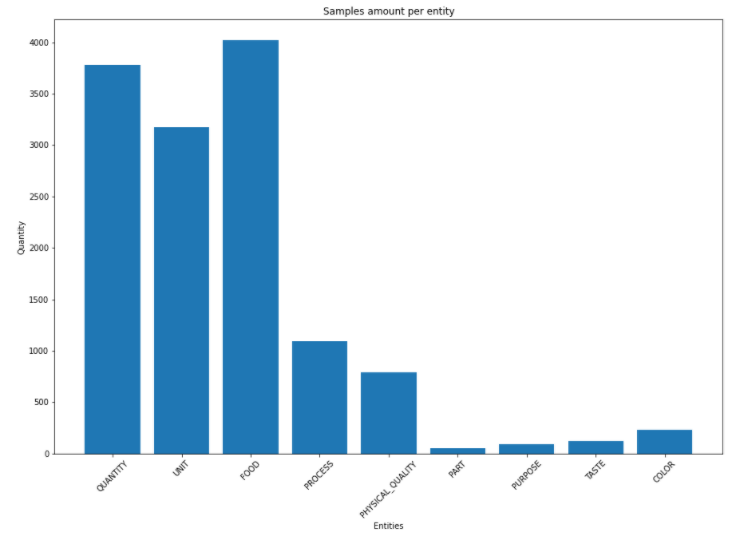 Samples amount per entity
4000
3500
3000
2500
2000
1500
1000
500
0
Quantity
QUANTITY
UNIT
FOOD
PROCESS
PHYSICAL_QUALITY
PART
PURPOSE
TASTE
COLOR
Entities